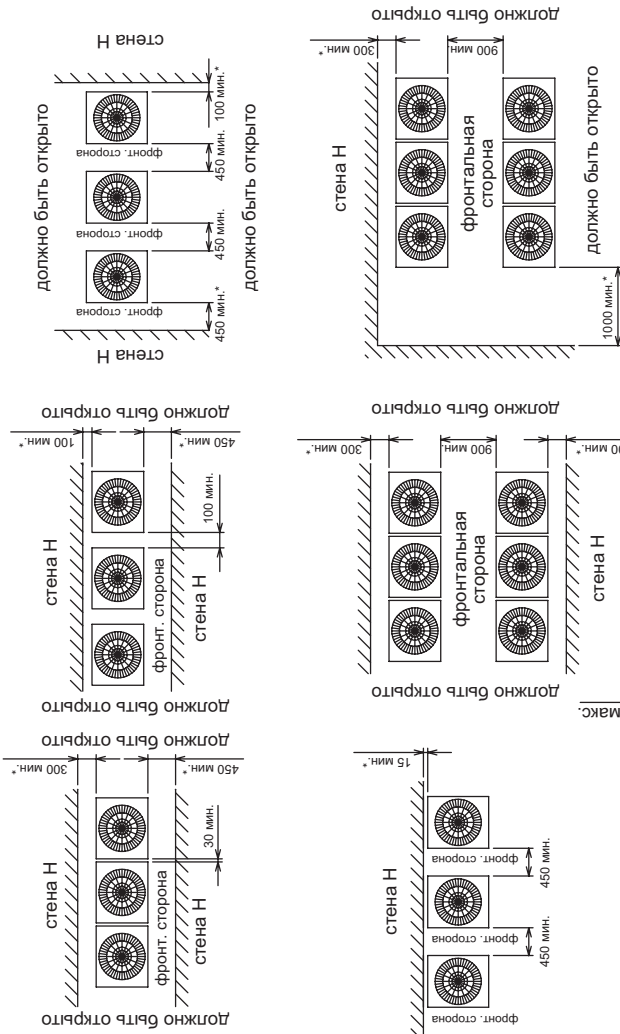 должно быть открыто
стена H
стена H
должно быть открыто
фронт. сторона
фронт. сторона
фронт. сторона
100 мин.*
450 мин.
450 мин.
450 мин.*
должно быть открыто
300 мин.*
900 мин.
стена H
фронтальная
сторона
должно быть открыто
1000 мин.*
должно быть открыто
100 мин.*
450 мин.*
стена H
100 мин.
фронт. сторона
стена H
должно быть открыто
должно быть открыто
300 мин.*
900 мин.
фронтальная
сторона
стена H
должно быть открыто
макс.
должно быть открыто
300 мин.*
450 мин.*
стена H
30 мин.
фронт. сторона
стена H
должно быть открыто
15 мин.*
стена H
фронт. сторона
450 мин.
фронт. сторона
450 мин.
фронт. сторона